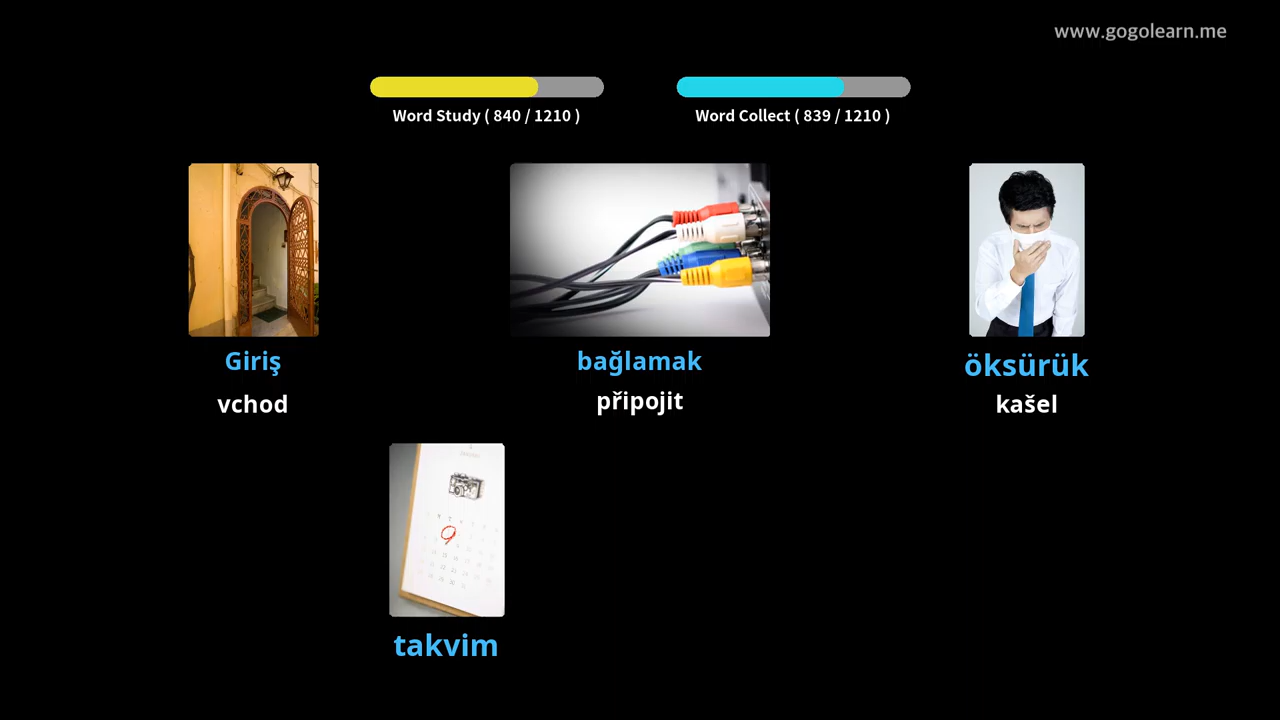 www.gogolearn.me
Word Study ( 840 / 1210 )
Word Collect ( 839 / 1210 )
Giriş
bağlamak
öksürük
vchod
připojit
kašel
takvim